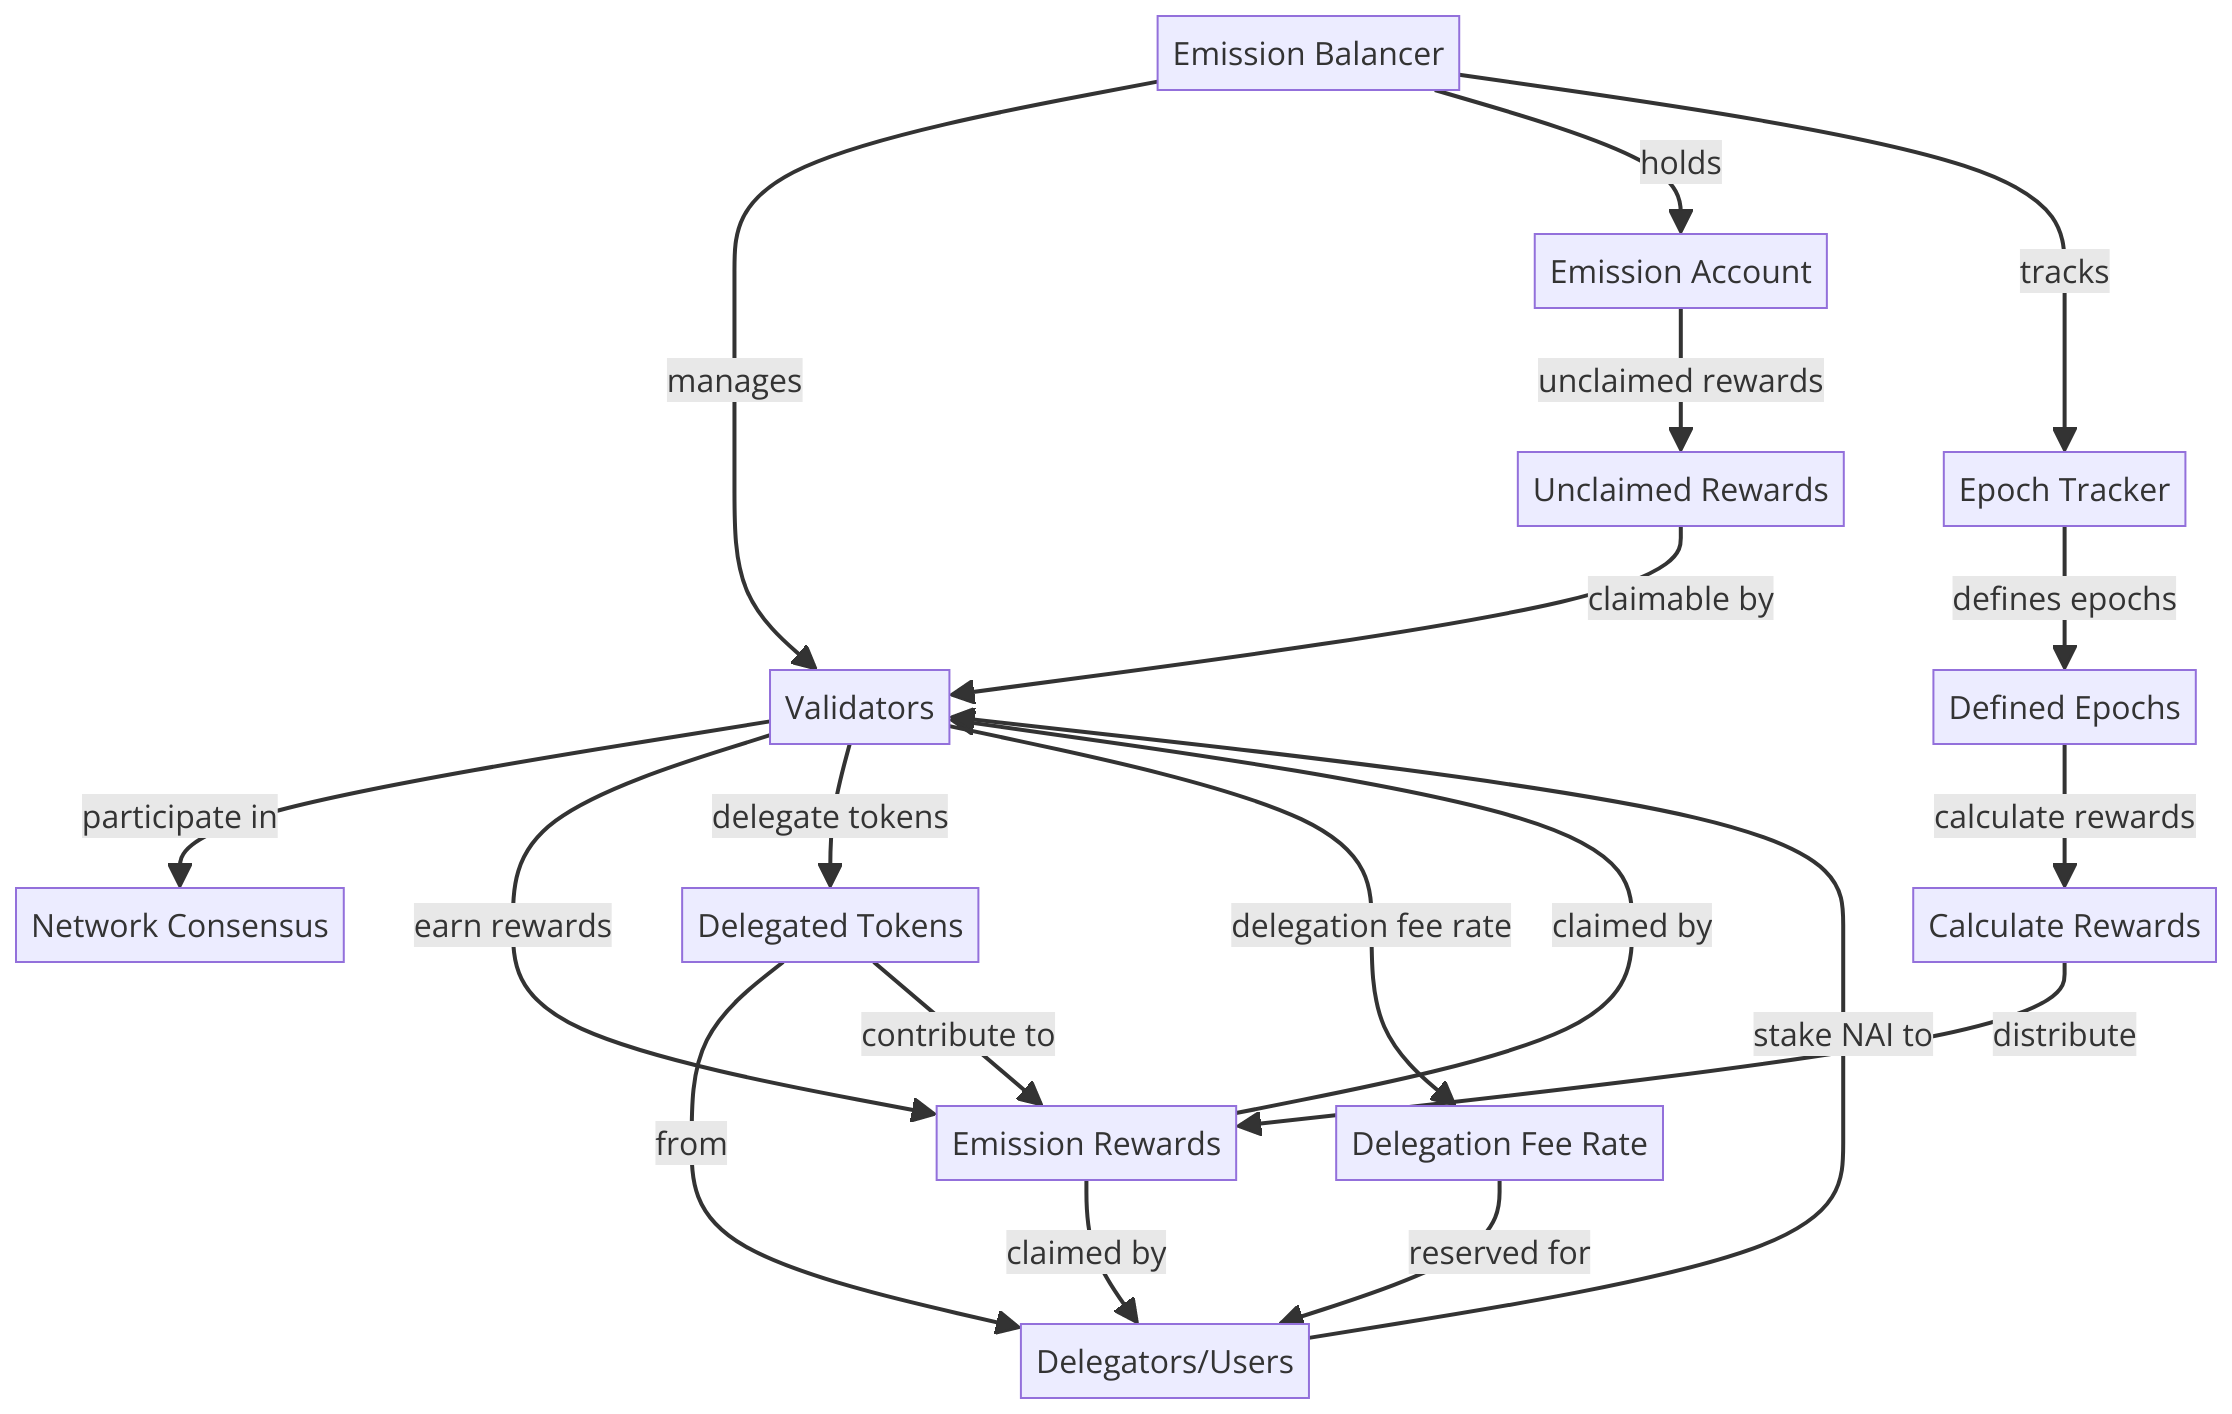 Emission Balancer
holds
Emission Account
tracks
manages
unclaimed rewards
Unclaimed Rewards
Epoch Tracker
claimable by
defines epochs
Validators
Defined Epochs
participate in
delegate tokens
calculate rewards
Network Consensus
earn rewards
Delegated Tokens
delegation fee rate
claimed by
Calculate Rewards
contribute to
stake NAI to
distribute
from
Emission Rewards
Delegation Fee Rate
claimed by
reserved for
Delegators/Users